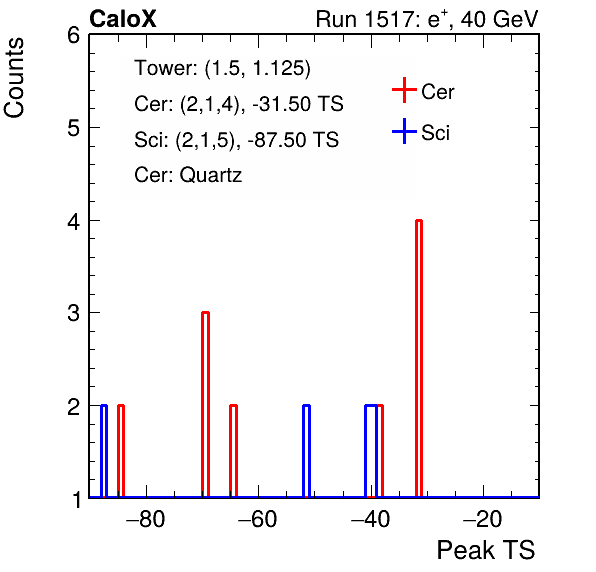 CaloX Run 1517: e⁺, 40 GeV
Counts
6
Tower: (1.5, 1.125)
Cer
Cer: (2,1,4), -31.50 TS
5
Sci
Sci: (2,1,5), -87.50 TS
Cer: Quartz
4
3
2
1
−80 −60 −40 −20
Peak TS